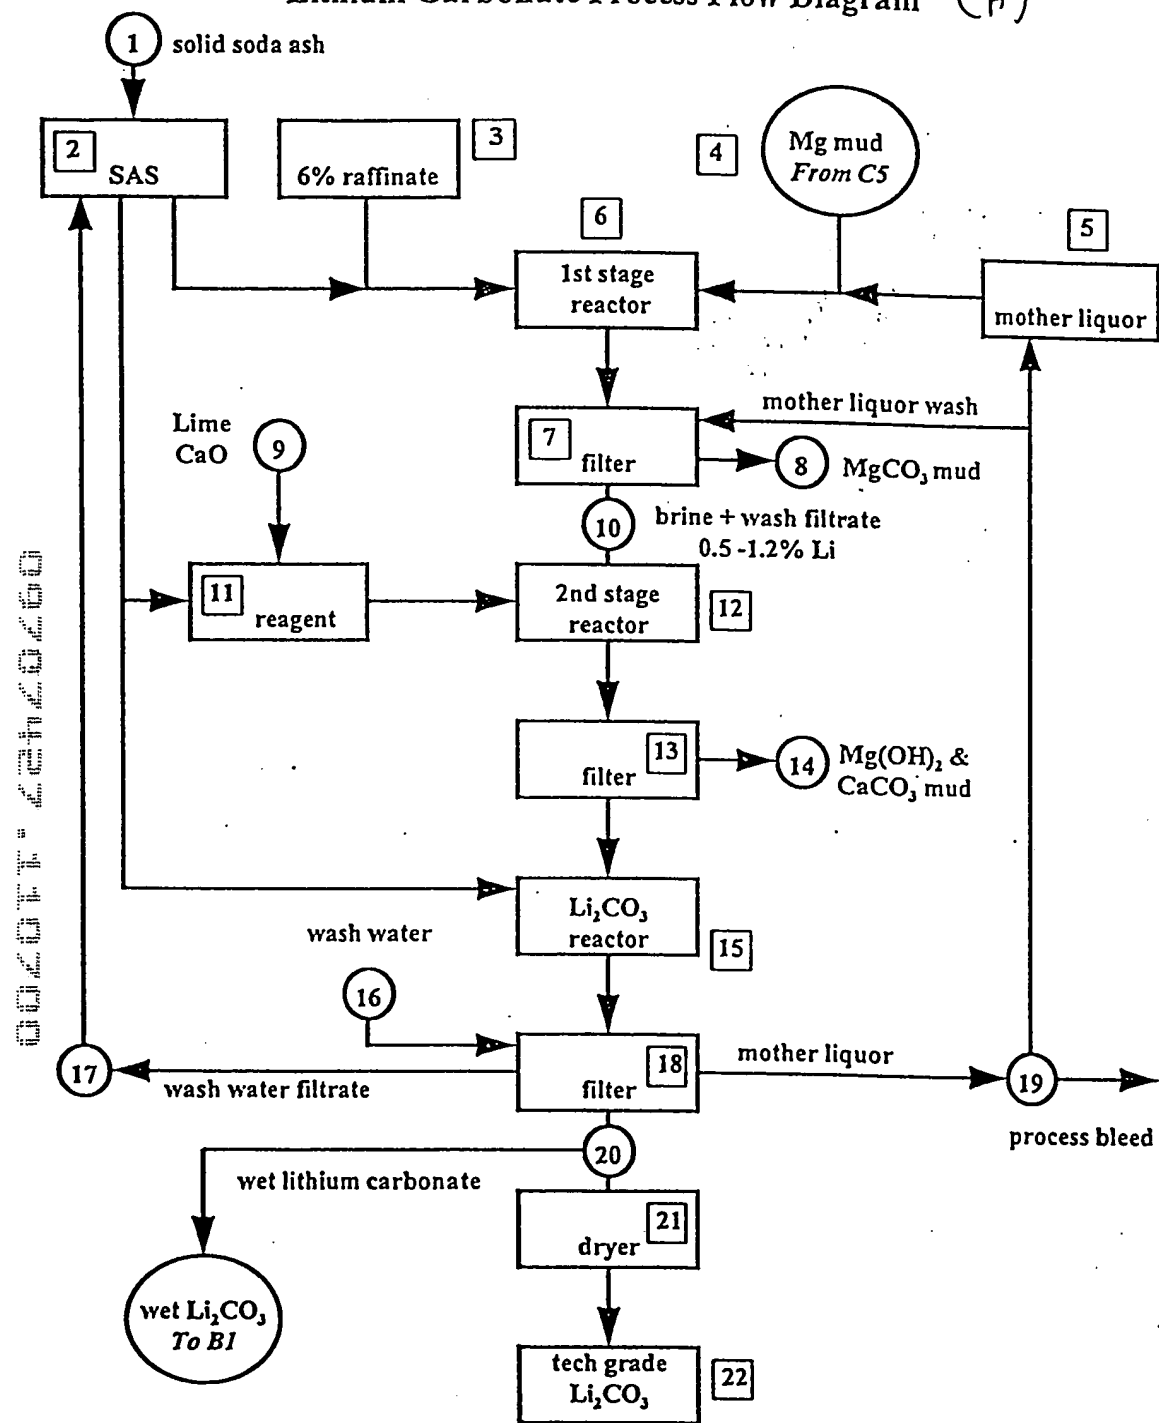 Lithium Carbonate Process Flow Diagram (A)
1 solid soda ash
2
SAS
3
6% raffinate
4
Mg mud
From C5
5
mother liquor
6
1st stage
reactor
mother liquor wash
7
filter
8 MgCO₃ mud
Lime
CaO
9
10 brine + wash filtrate
0.5 -1.2% Li
11
reagent
2nd stage
reactor
12
13
filter
14 Mg(OH)₂ &
CaCO₃ mud
Li₂CO₃
reactor
15
wash water
16
17
wash water filtrate
18
filter
mother liquor
19
process bleed
20
wet lithium carbonate
21
dryer
wet Li₂CO₃
To B1
tech grade
Li₂CO₃
22